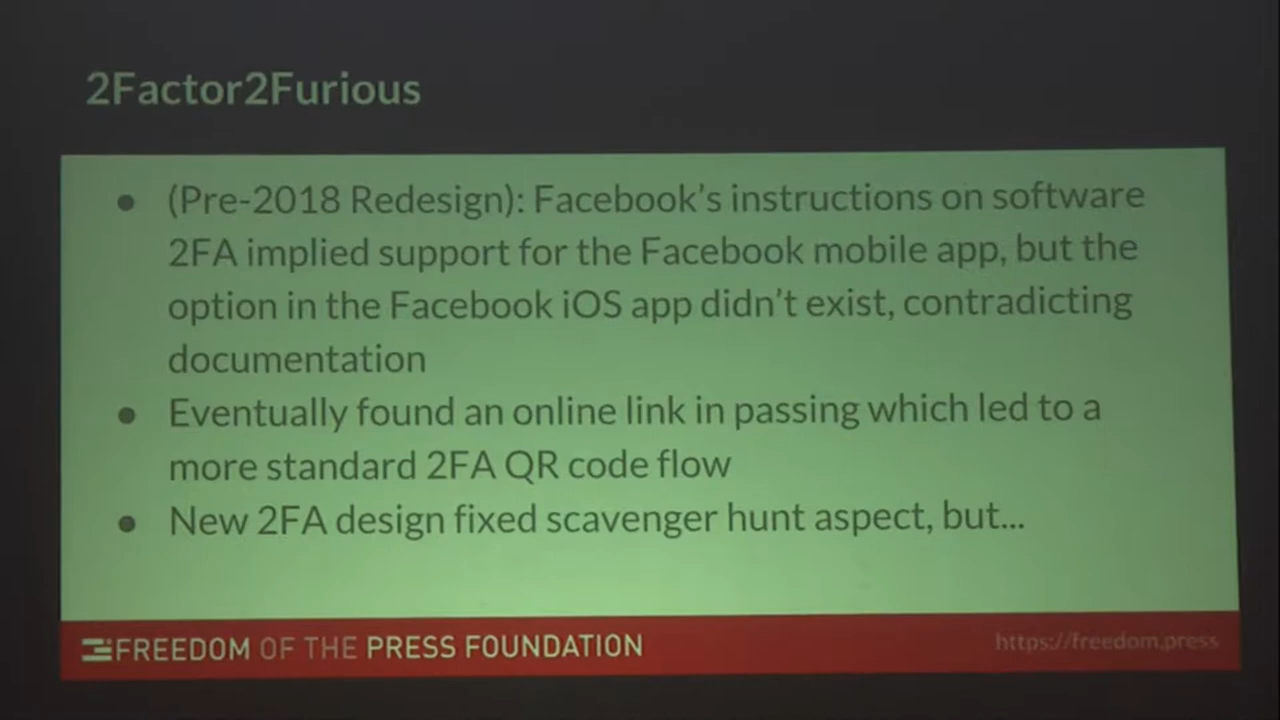 2Factor2Furious
● (Pre-2018 Redesign): Facebook's instructions on software
2FA implied support for the Facebook mobile app, but the
option in the Facebook iOS app didn't exist, contradicting
documentation
● Eventually found an online link in passing which led to a
more standard 2FA QR code flow
● New 2FA design fixed scavenger hunt aspect, but...
FREEDOM OF THE PRESS FOUNDATION
https://freedom.press